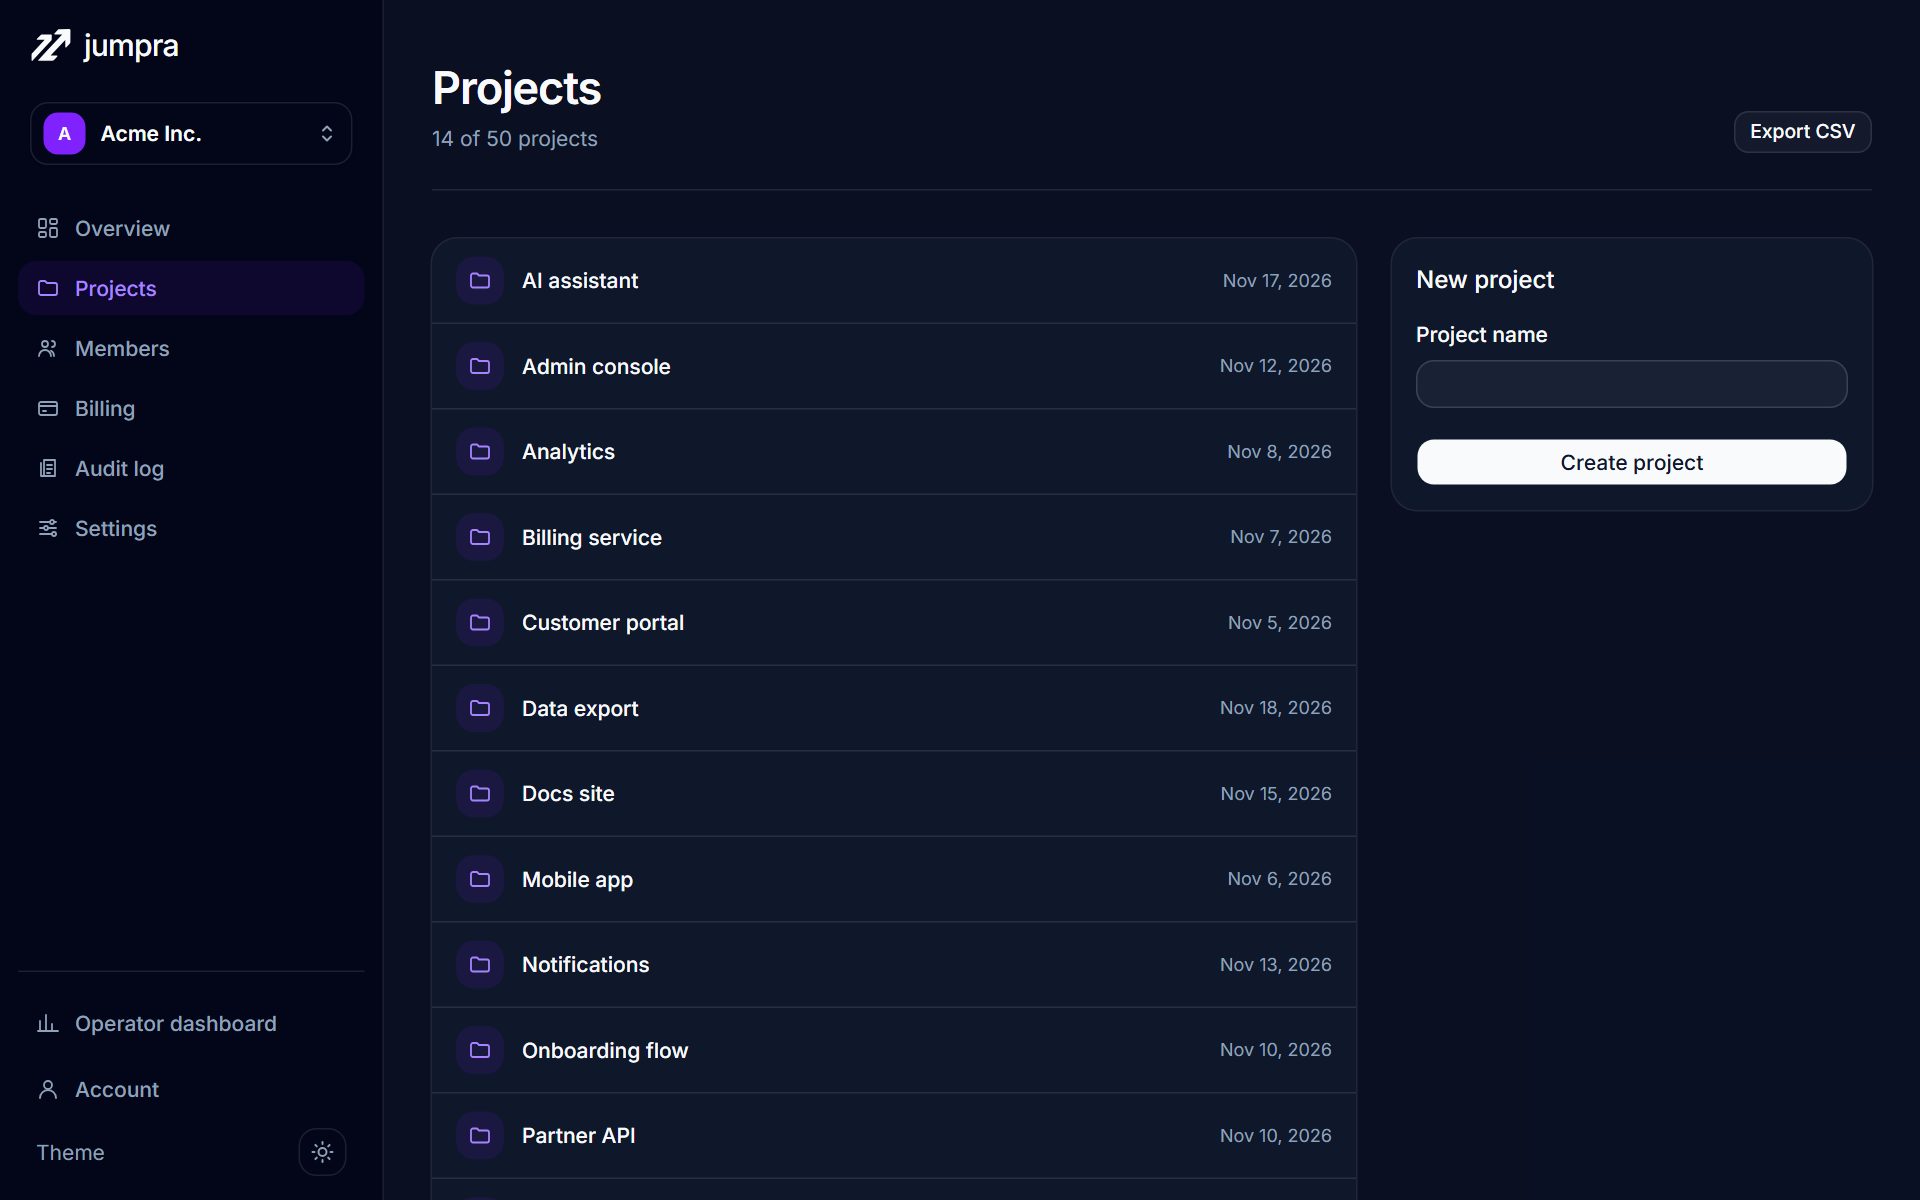 jumpra
A Acme Inc.
Overview
Projects
Members
Billing
Audit log
Settings
Operator dashboard
Account
Theme
Projects
14 of 50 projects
Export CSV
AI assistant Nov 17, 2026
Admin console Nov 12, 2026
Analytics Nov 8, 2026
Billing service Nov 7, 2026
Customer portal Nov 5, 2026
Data export Nov 18, 2026
Docs site Nov 15, 2026
Mobile app Nov 6, 2026
Notifications Nov 13, 2026
Onboarding flow Nov 10, 2026
Partner API Nov 10, 2026
New project
Project name
Create project